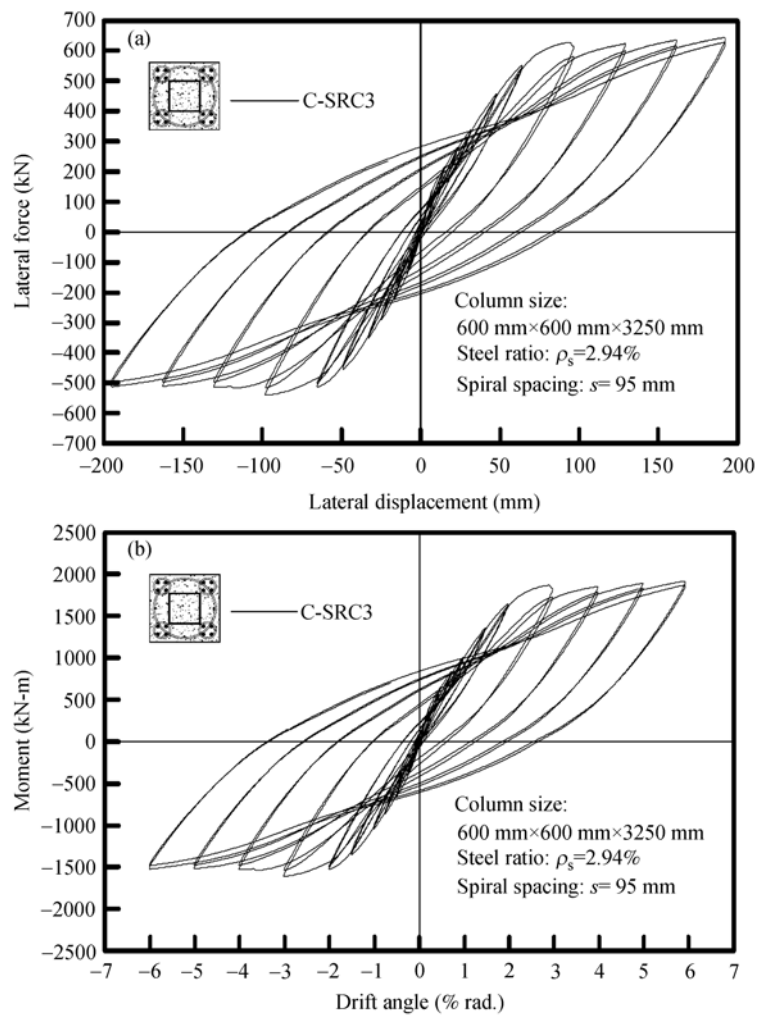 700
600
500
400
300
200
100
0
–100
–200
–300
–400
–500
–600
–700
Lateral force (kN)
(a)
C-SRC3
Column size:
600 mm×600 mm×3250 mm
Steel ratio: ρs=2.94%
Spiral spacing: s= 95 mm
–200 –150 –100 –50 0 50 100 150 200
Lateral displacement (mm)
2500
2000
1500
1000
500
0
–500
–1000
–1500
–2000
–2500
Moment (kN-m)
(b)
C-SRC3
Column size:
600 mm×600 mm×3250 mm
Steel ratio: ρs=2.94%
Spiral spacing: s= 95 mm
–7 –6 –5 –4 –3 –2 –1 0 1 2 3 4 5 6 7
Drift angle (% rad.)